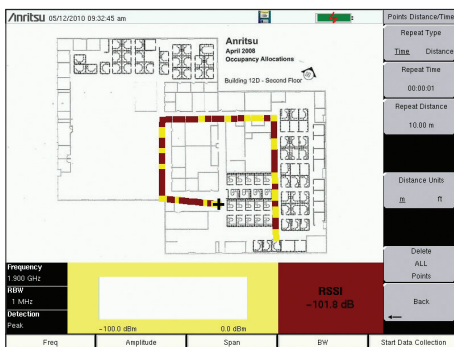 Anritsu 05/12/2010 09:32:45 am
Points Distance/Time
Repeat Type
Time Distance
Repeat Time
00:00:01
Repeat Distance
10.00 m
Distance Units
m ft
Delete
ALL
Points
Back
Anritsu
April 2008
Occupancy Allocations
Building 12D - Second Floor
Frequency
1.900 GHz
RBW
1 MHz
Detection
Peak
-100.0 dBm 0.0 dBm
RSSI
-101.8 dB
Freq Amplitude Span BW Start Data Collection